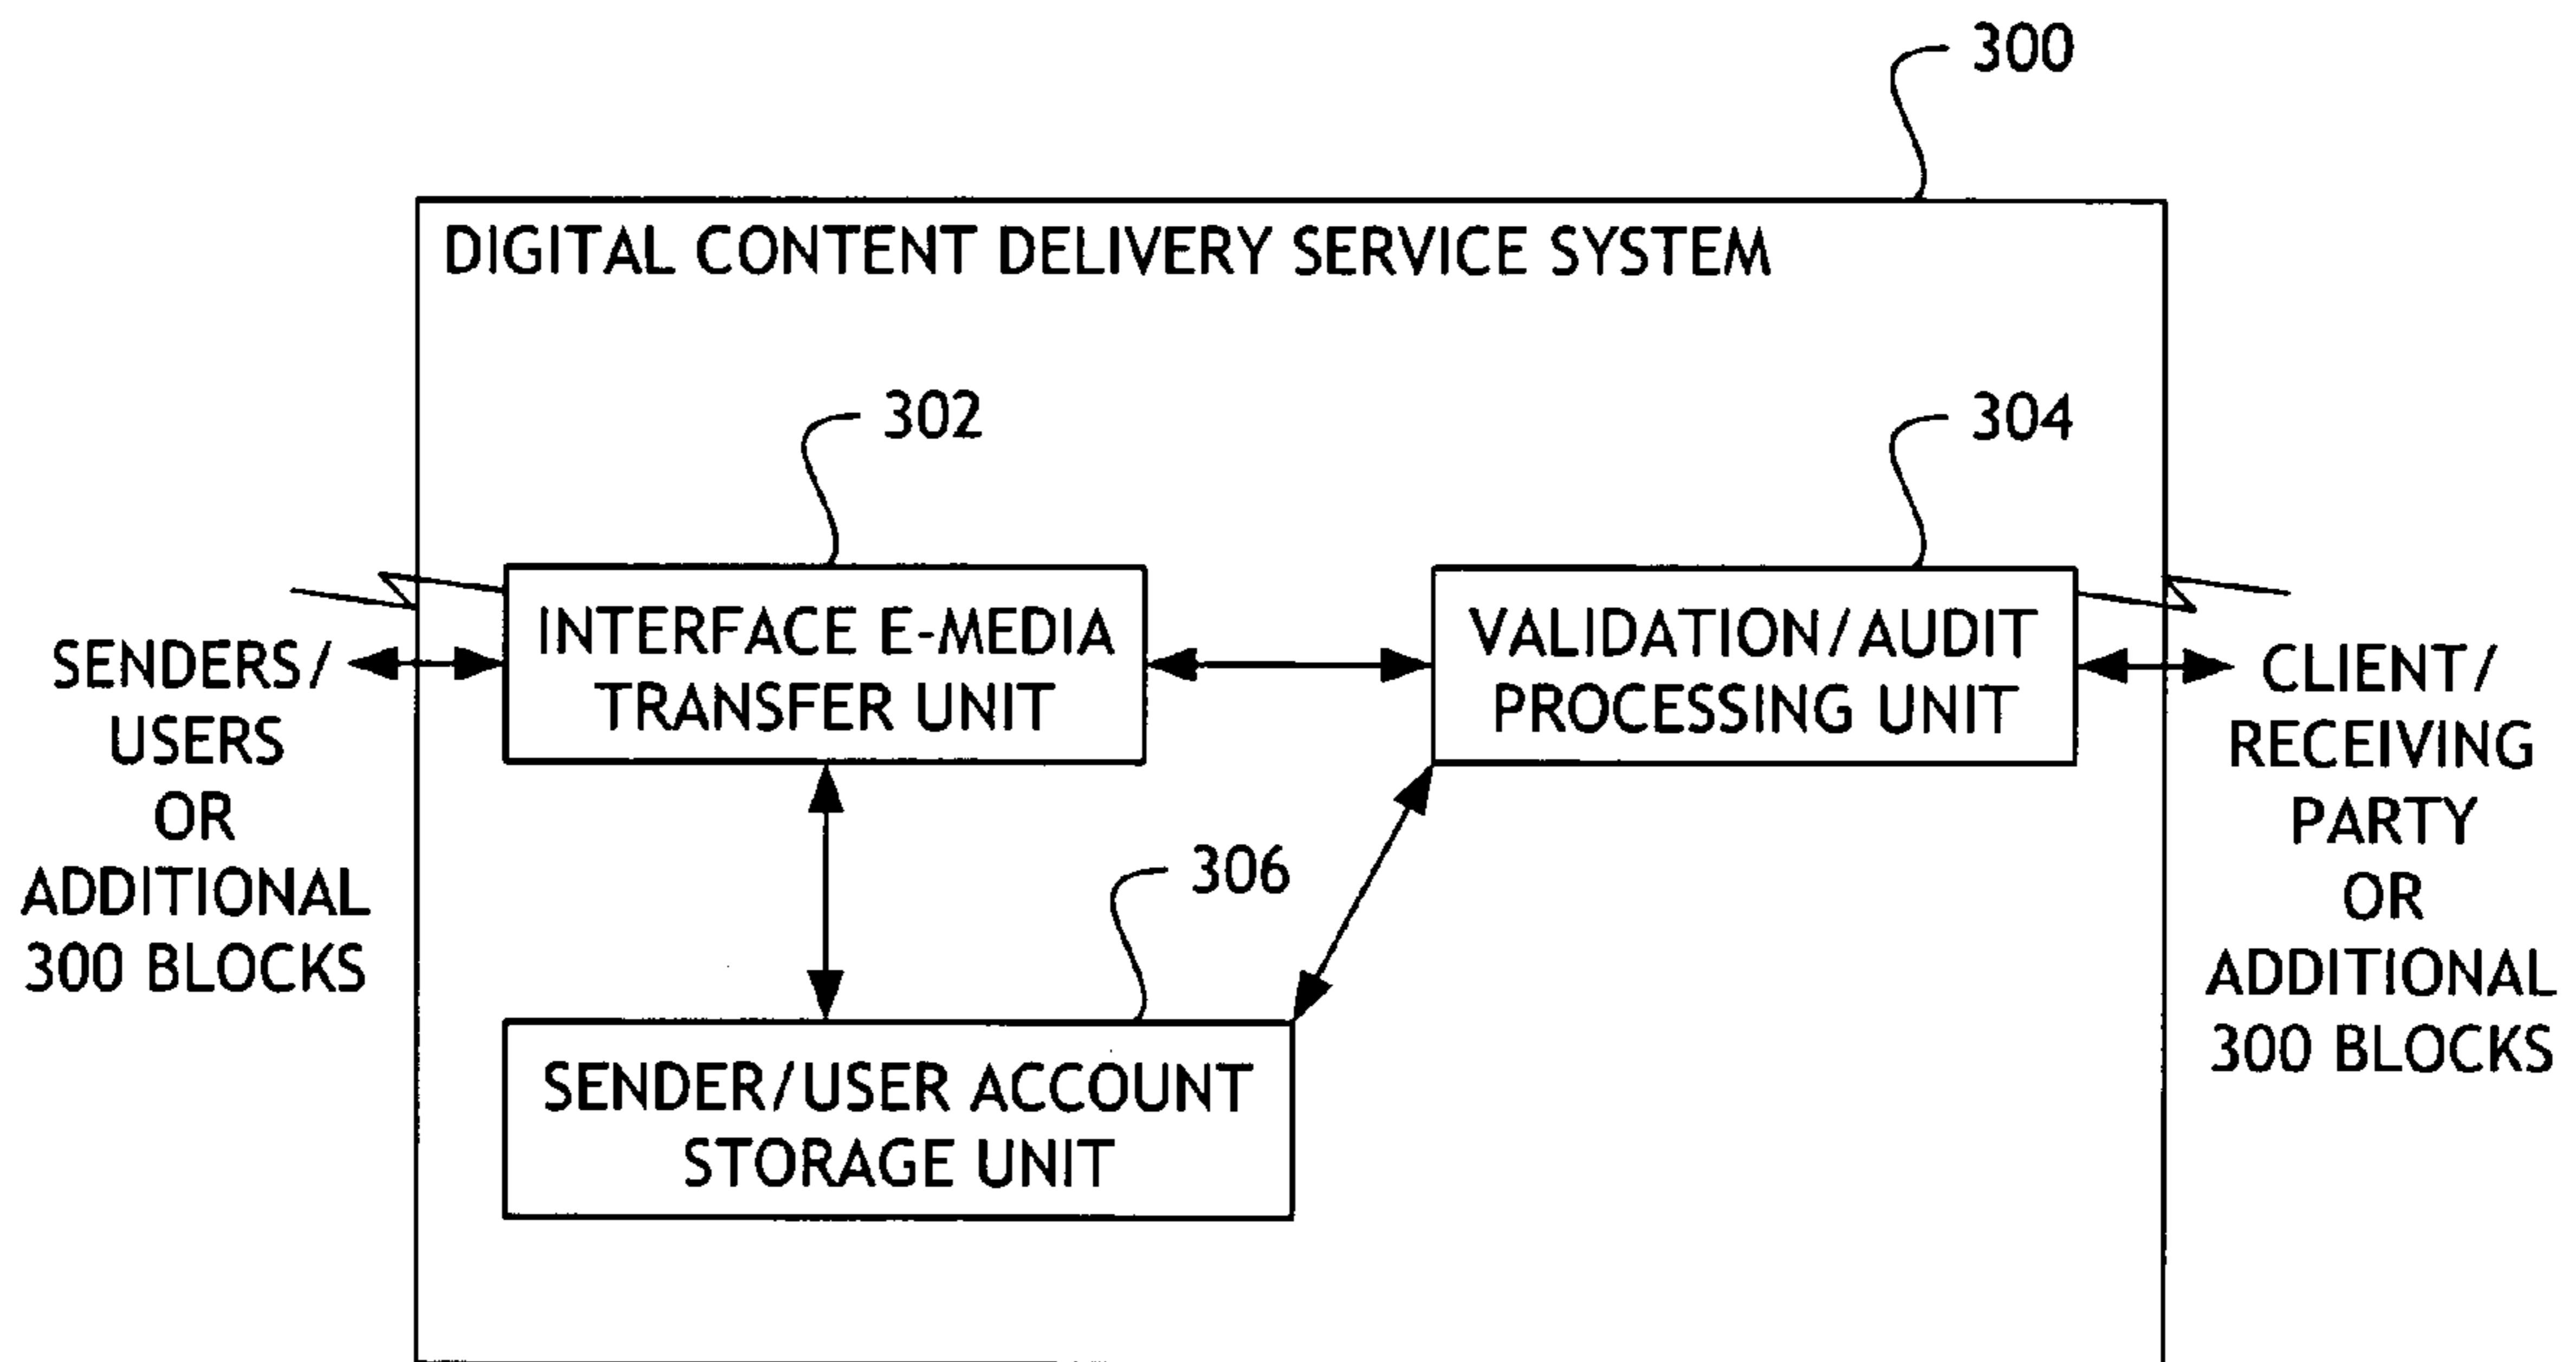 300
DIGITAL CONTENT DELIVERY SERVICE SYSTEM
302
304
INTERFACE E-MEDIA
TRANSFER UNIT
VALIDATION/AUDIT
PROCESSING UNIT
SENDERS/
USERS
OR
ADDITIONAL
300 BLOCKS
CLIENT/
RECEIVING
PARTY
OR
ADDITIONAL
300 BLOCKS
306
SENDER/USER ACCOUNT
STORAGE UNIT